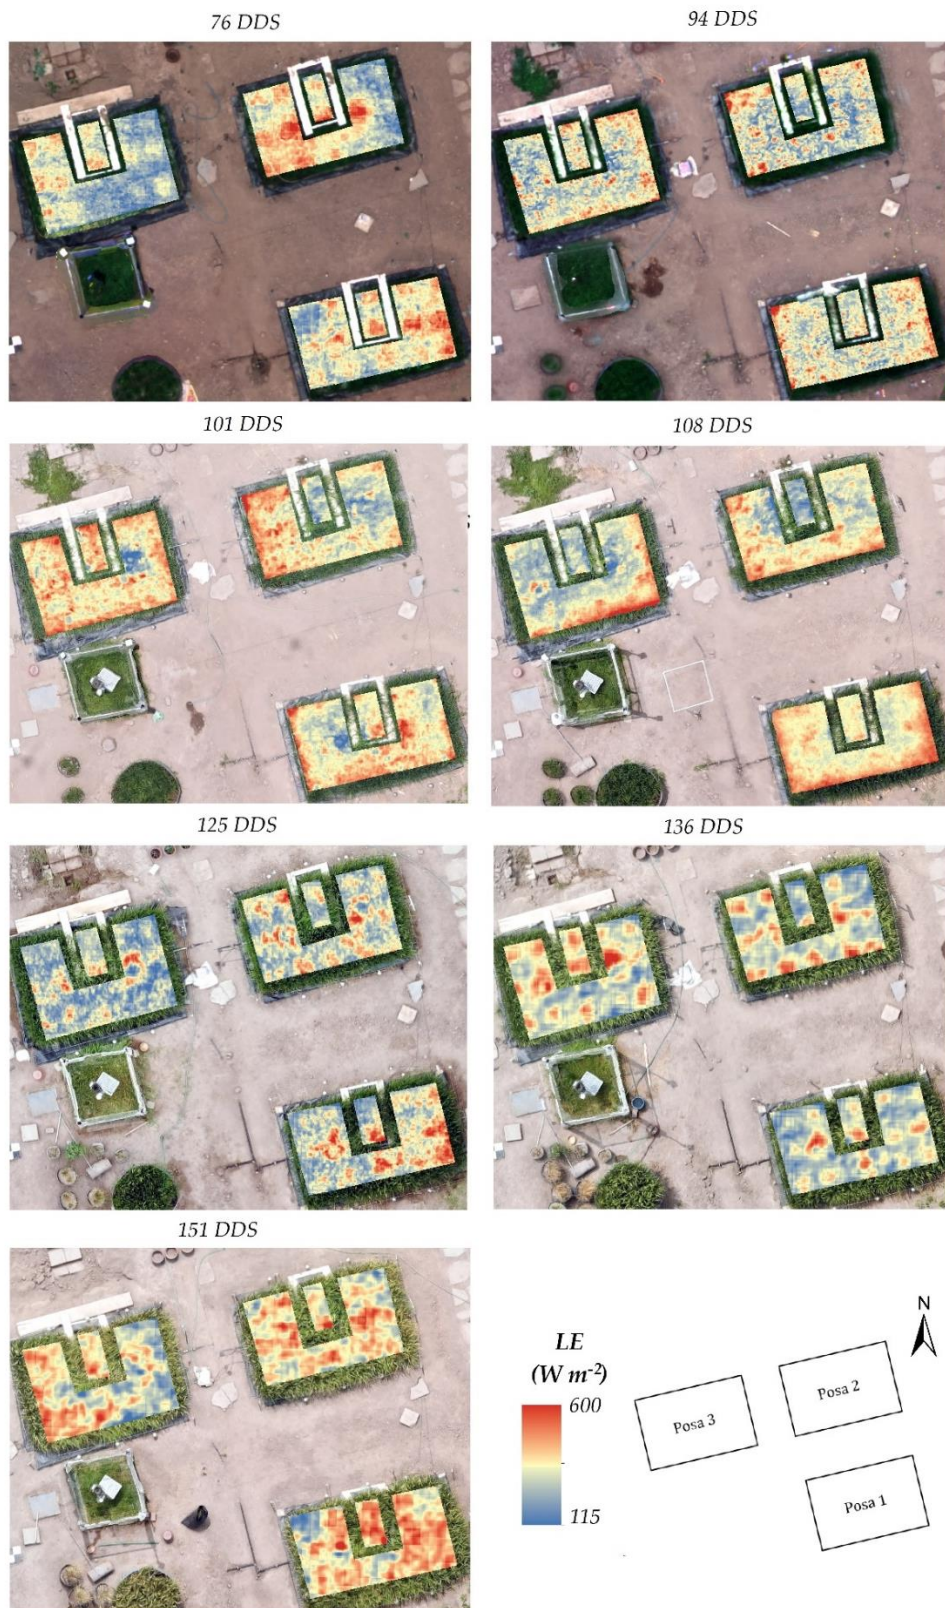 76 DDS
94 DDS
101 DDS
108 DDS
125 DDS
136 DDS
151 DDS
N
LE
(W m-2)
600
115
Posa 3
Posa 2
Posa 1